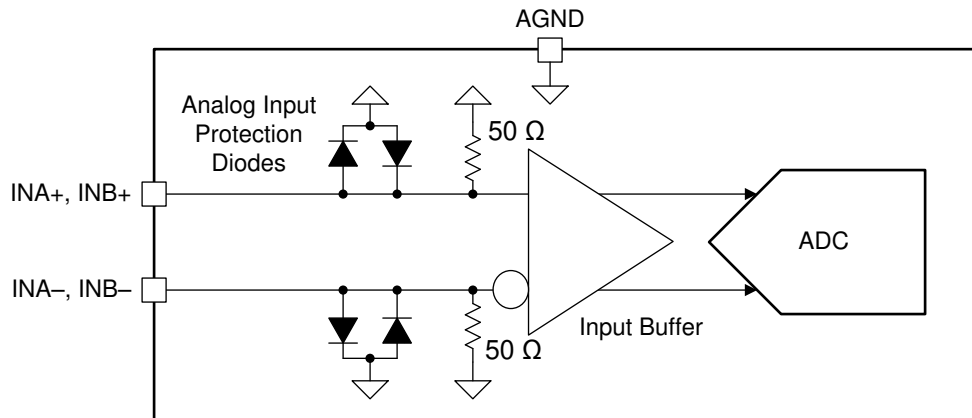 AGND
Analog Input
Protection
Diodes
50 Ω
INA+, INB+
ADC
INA–, INB–
Input Buffer
50 Ω